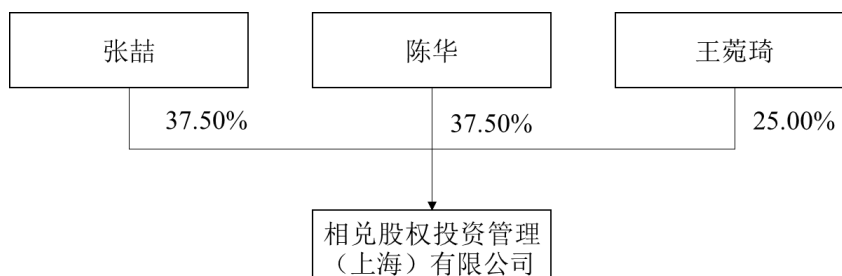 张喆
陈华
王菀琦
37.50%
37.50%
25.00%
相兑股权投资管理
（上海）有限公司